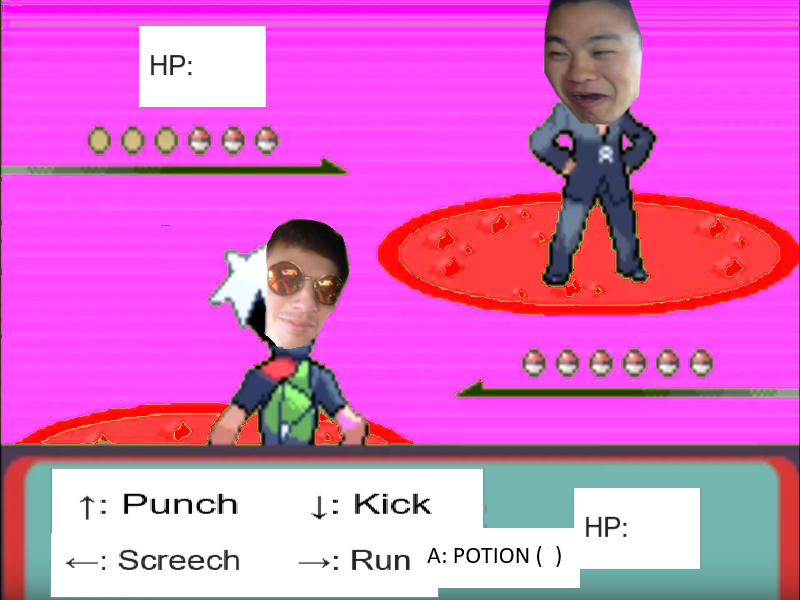 HP:
↑: Punch ↓: Kick
HP:
←: Screech →: Run A: POTION ( )